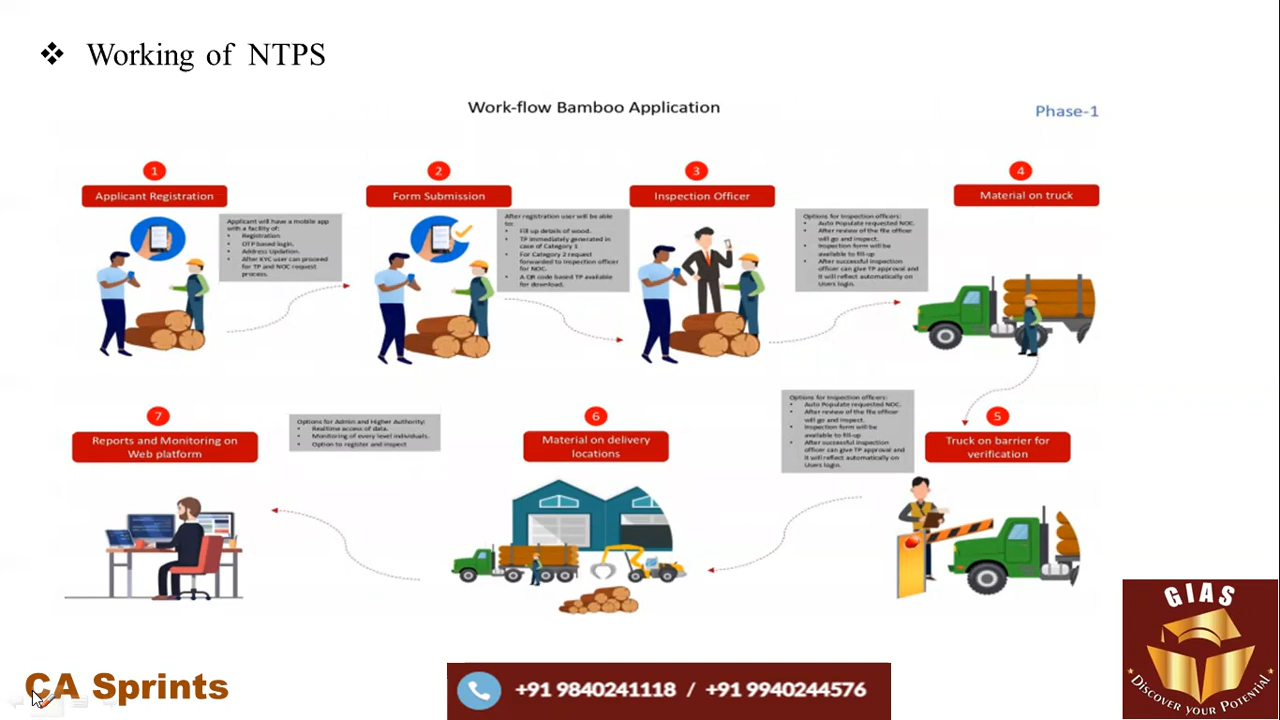 ❖ Working of NTPS
Work-flow Bamboo Application
Phase-1
1
Applicant Registration
Applicant will have a mobile app
with a facility of:
• Registration
• OTP based login.
• Address Updation.
• After KYC user can proceed
for TP and NOC request
process.
2
Form Submission
After registration user will be able
to:
• Fill up details of wood.
• TP immediately generated in
case of Category 1
• For Category 2 request
forwarded to Inspection officer
for NOC.
• A QR code based TP available
for download.
3
Inspection Officer
Options for Inspection officers:
• Auto Populate requested NOC.
• After review of the file officer
will go and inspect.
• Inspection form will be
available to fill-up
• After successful inspection
officer can give TP approval and
it will reflect automatically on
Users login.
4
Material on truck
5
Truck on barrier for
verification
Options for Inspection officers:
• Auto Populate requested NOC.
• After review of the file officer
will go and inspect.
• Inspection form will be
available to fill-up
• After successful inspection
officer can give TP approval and
it will reflect automatically on
Users login.
6
Material on delivery
locations
Options for Admin and Higher Authority:
• Realtime access of data.
• Monitoring of every level individuals.
• Option to register and inspect
7
Reports and Monitoring on
Web platform
CA Sprints
+91 9840241118 / +91 9940244576
GIAS
DISCOVER YOUR POTENTIAL